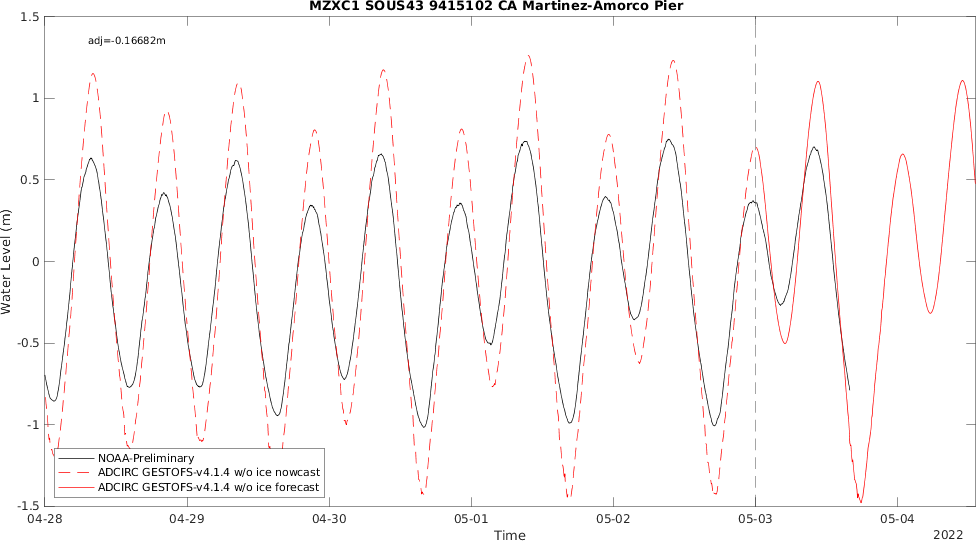 MZXC1 SOUS43 9415102 CA Martinez-Amorco Pier
adj=-0.16682m
1.5
1
0.5
0
-0.5
-1
-1.5
Water Level (m)
NOAA-Preliminary
ADCIRC GESTOFS-v4.1.4 w/o ice nowcast
ADCIRC GESTOFS-v4.1.4 w/o ice forecast
04-28 04-29 04-30 05-01 05-02 05-03 05-04
Time
2022